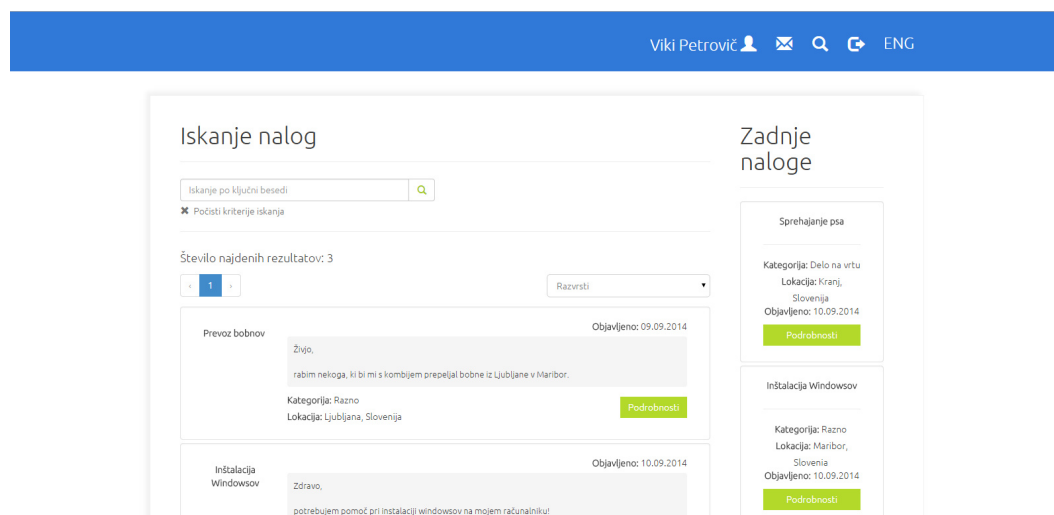 Viki Petrovič ENG
Iskanje nalog
Iskanje po ključni besedi
Počisti kriterije iskanja
Število najdenih rezultatov: 3
‹ 1 ›
Razvrsti
Prevoz bobnov
Objavljeno: 09.09.2014
Živjo,
rabim nekoga, ki bi mi s kombijem prepeljal bobne iz Ljubljane v Maribor.
Kategorija: Razno
Lokacija: Ljubljana, Slovenija
Podrobnosti
Inštalacija
Windowsov
Objavljeno: 10.09.2014
Zdravo,
potrebujem pomoč pri instalaciji windowsov na mojem računalniku!
Zadnje
naloge
Sprehajanje psa
Kategorija: Delo na vrtu
Lokacija: Kranj,
Slovenija
Objavljeno: 10.09.2014
Podrobnosti
Inštalacija Windowsov
Kategorija: Razno
Lokacija: Maribor,
Slovenia
Objavljeno: 10.09.2014
Podrobnosti